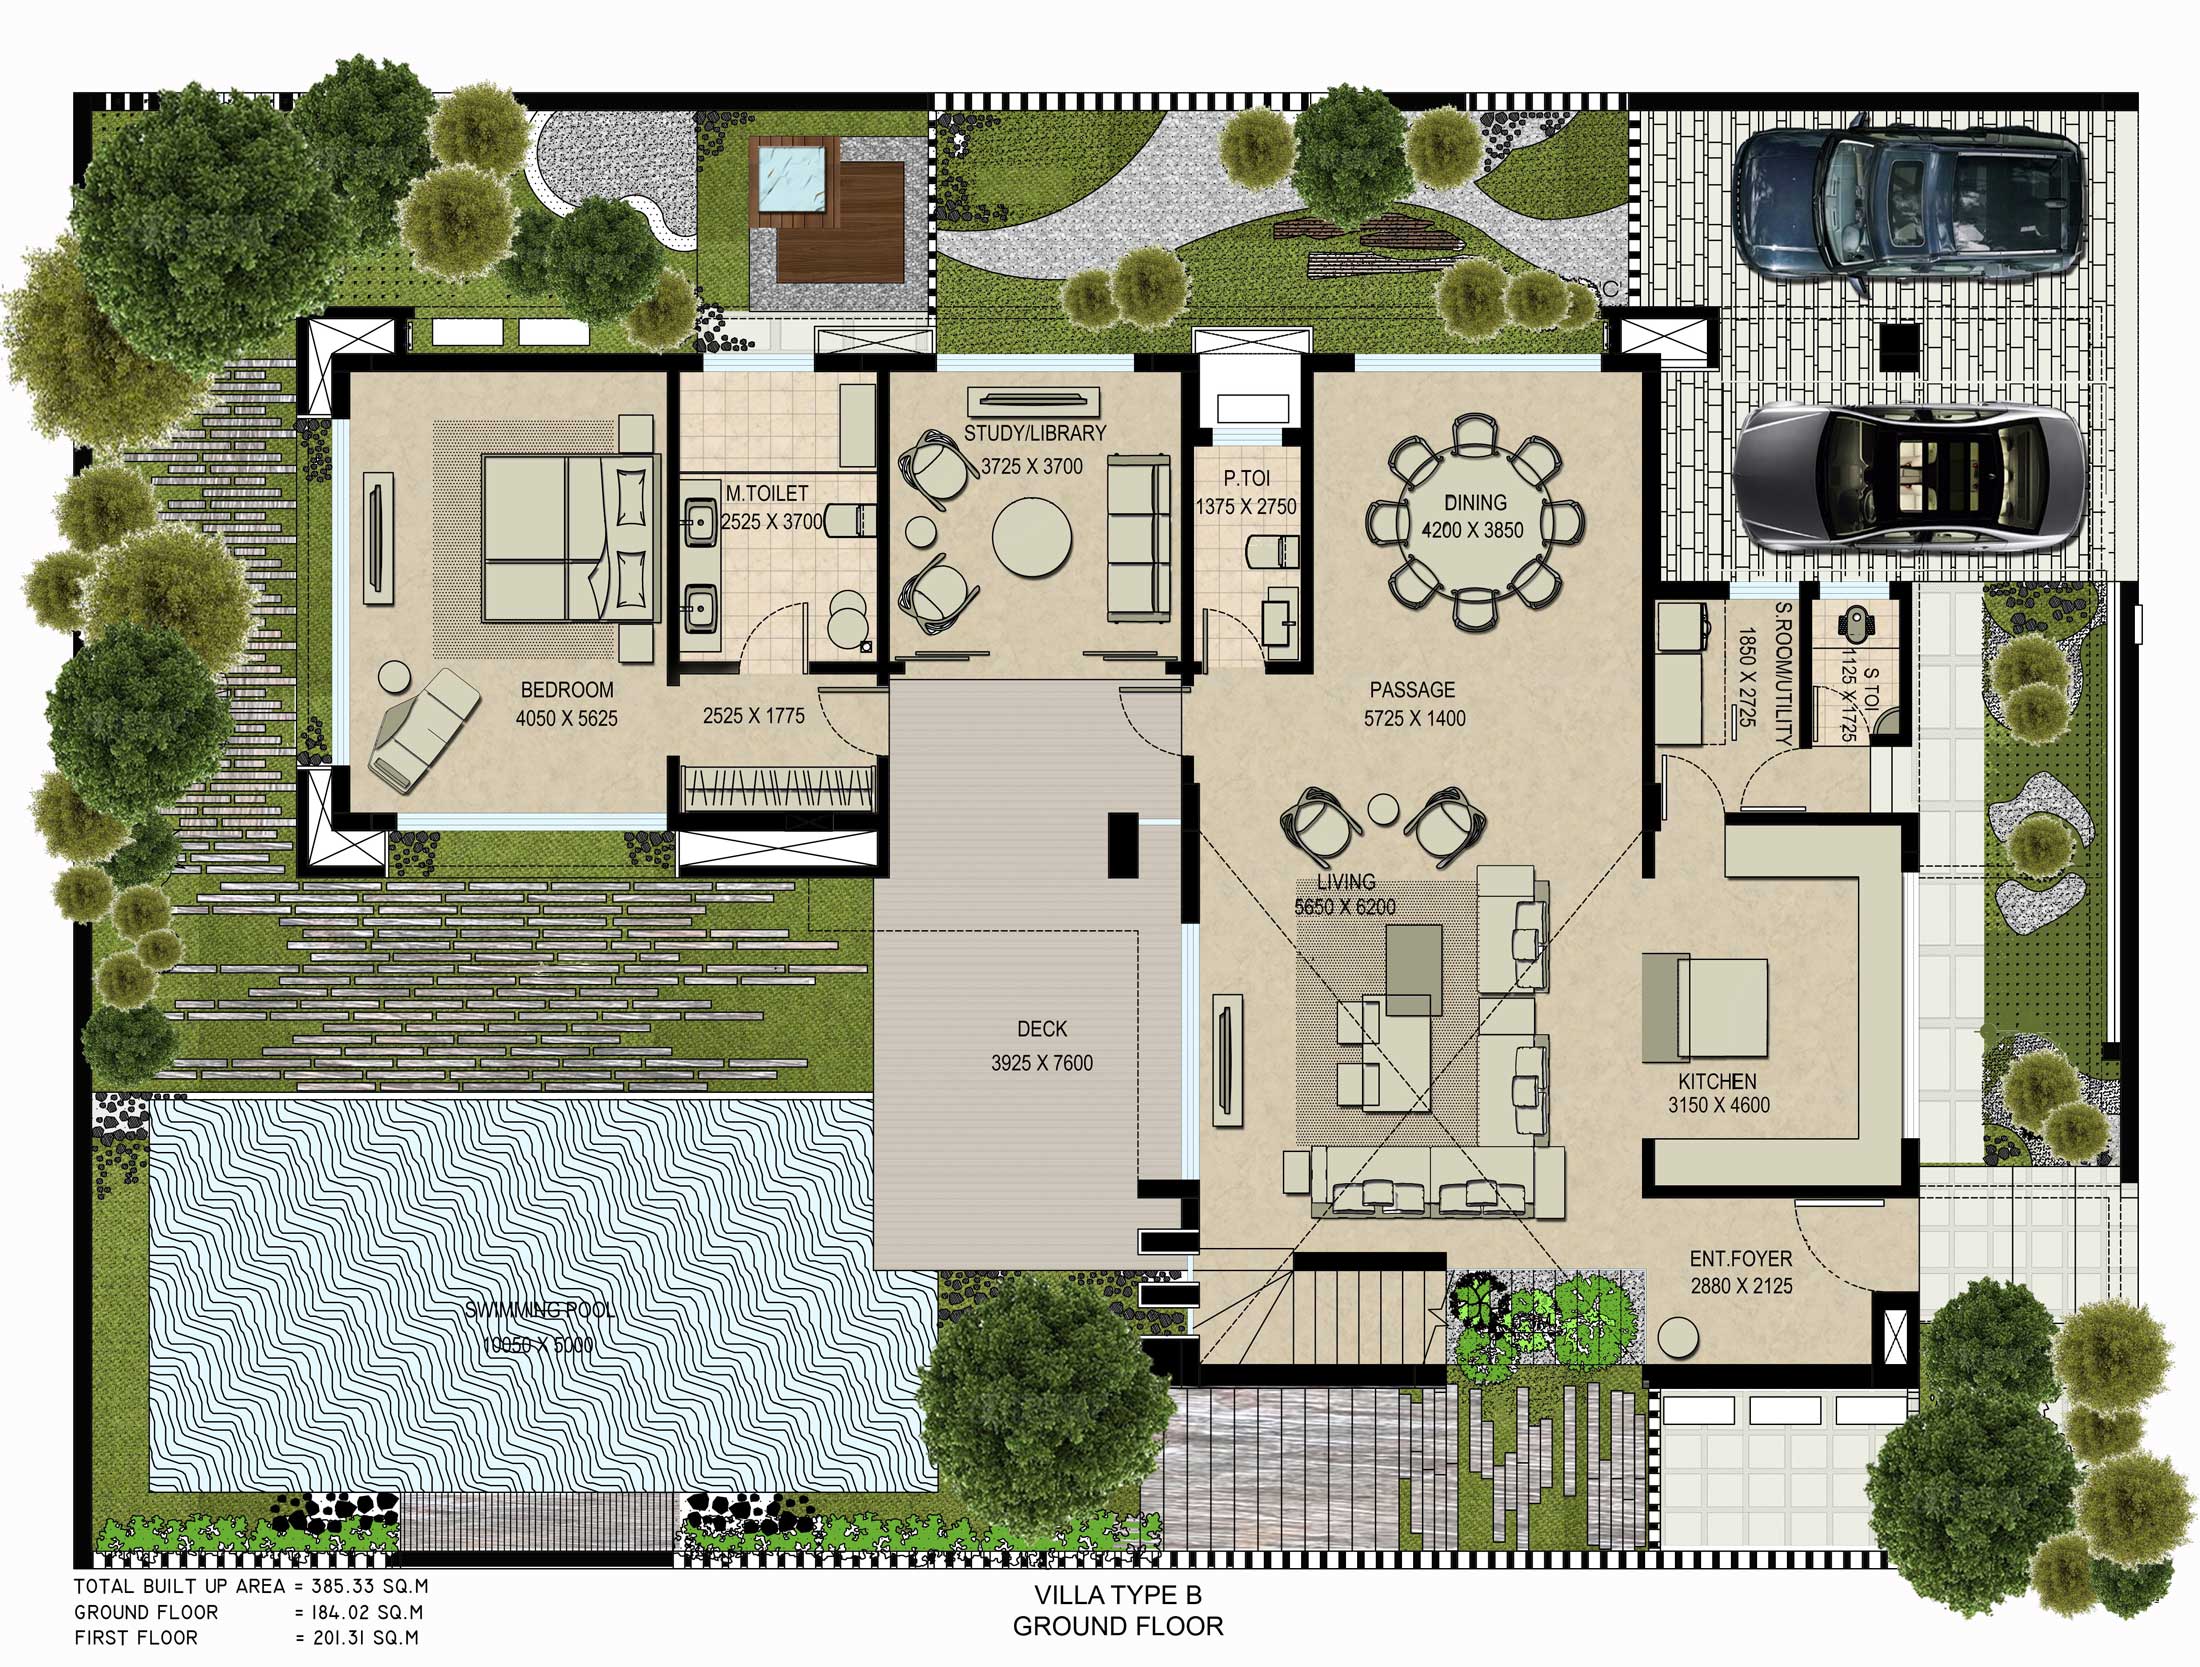 'C'
STUDY/LIBRARY
3725 X 3700
M.TOILET
2525 X 3700
P.TOI
1375 X 2750
DINING
4200 X 3850
S.ROOM/UTILITY
1850 X 2725
S TOI
1125 X 1725
BEDROOM
4050 X 5625
2525 X 1775
PASSAGE
5725 X 1400
LIVING
5650 X 6200
DECK
3925 X 7600
KITCHEN
3150 X 4600
ENT.FOYER
2880 X 2125
SWIMMING POOL
10050 X 5000
TOTAL BUILT UP AREA = 385.33 SQ.M
GROUND FLOOR = 184.02 SQ.M
FIRST FLOOR = 201.31 SQ.M
VILLA TYPE B
GROUND FLOOR